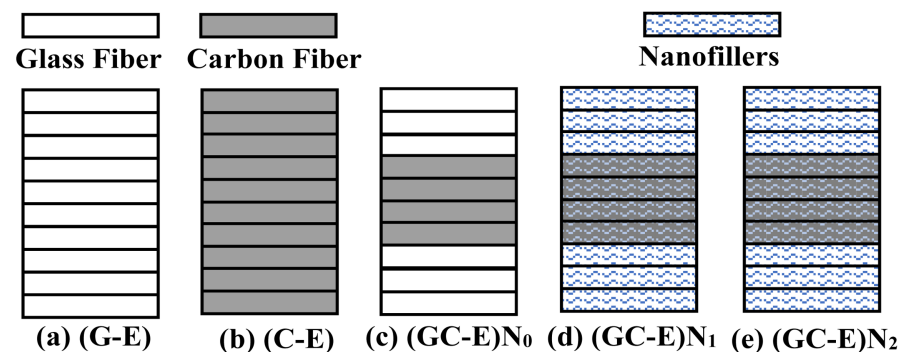 Glass Fiber Carbon Fiber Nanofillers
(a) (G-E) (b) (C-E) (c) (GC-E)N₀ (d) (GC-E)N₁ (e) (GC-E)N₂